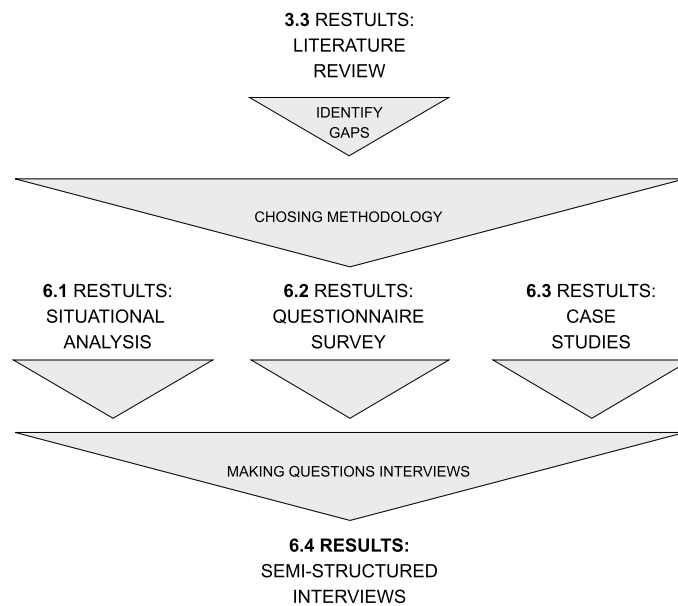 3.3 RESTULTS:
LITERATURE
REVIEW
IDENTIFY
GAPS
CHOSING METHODOLOGY
6.1 RESTULTS:
SITUATIONAL
ANALYSIS
6.2 RESTULTS:
QUESTIONNAIRE
SURVEY
6.3 RESTULTS:
CASE
STUDIES
MAKING QUESTIONS INTERVIEWS
6.4 RESULTS:
SEMI-STRUCTURED
INTERVIEWS